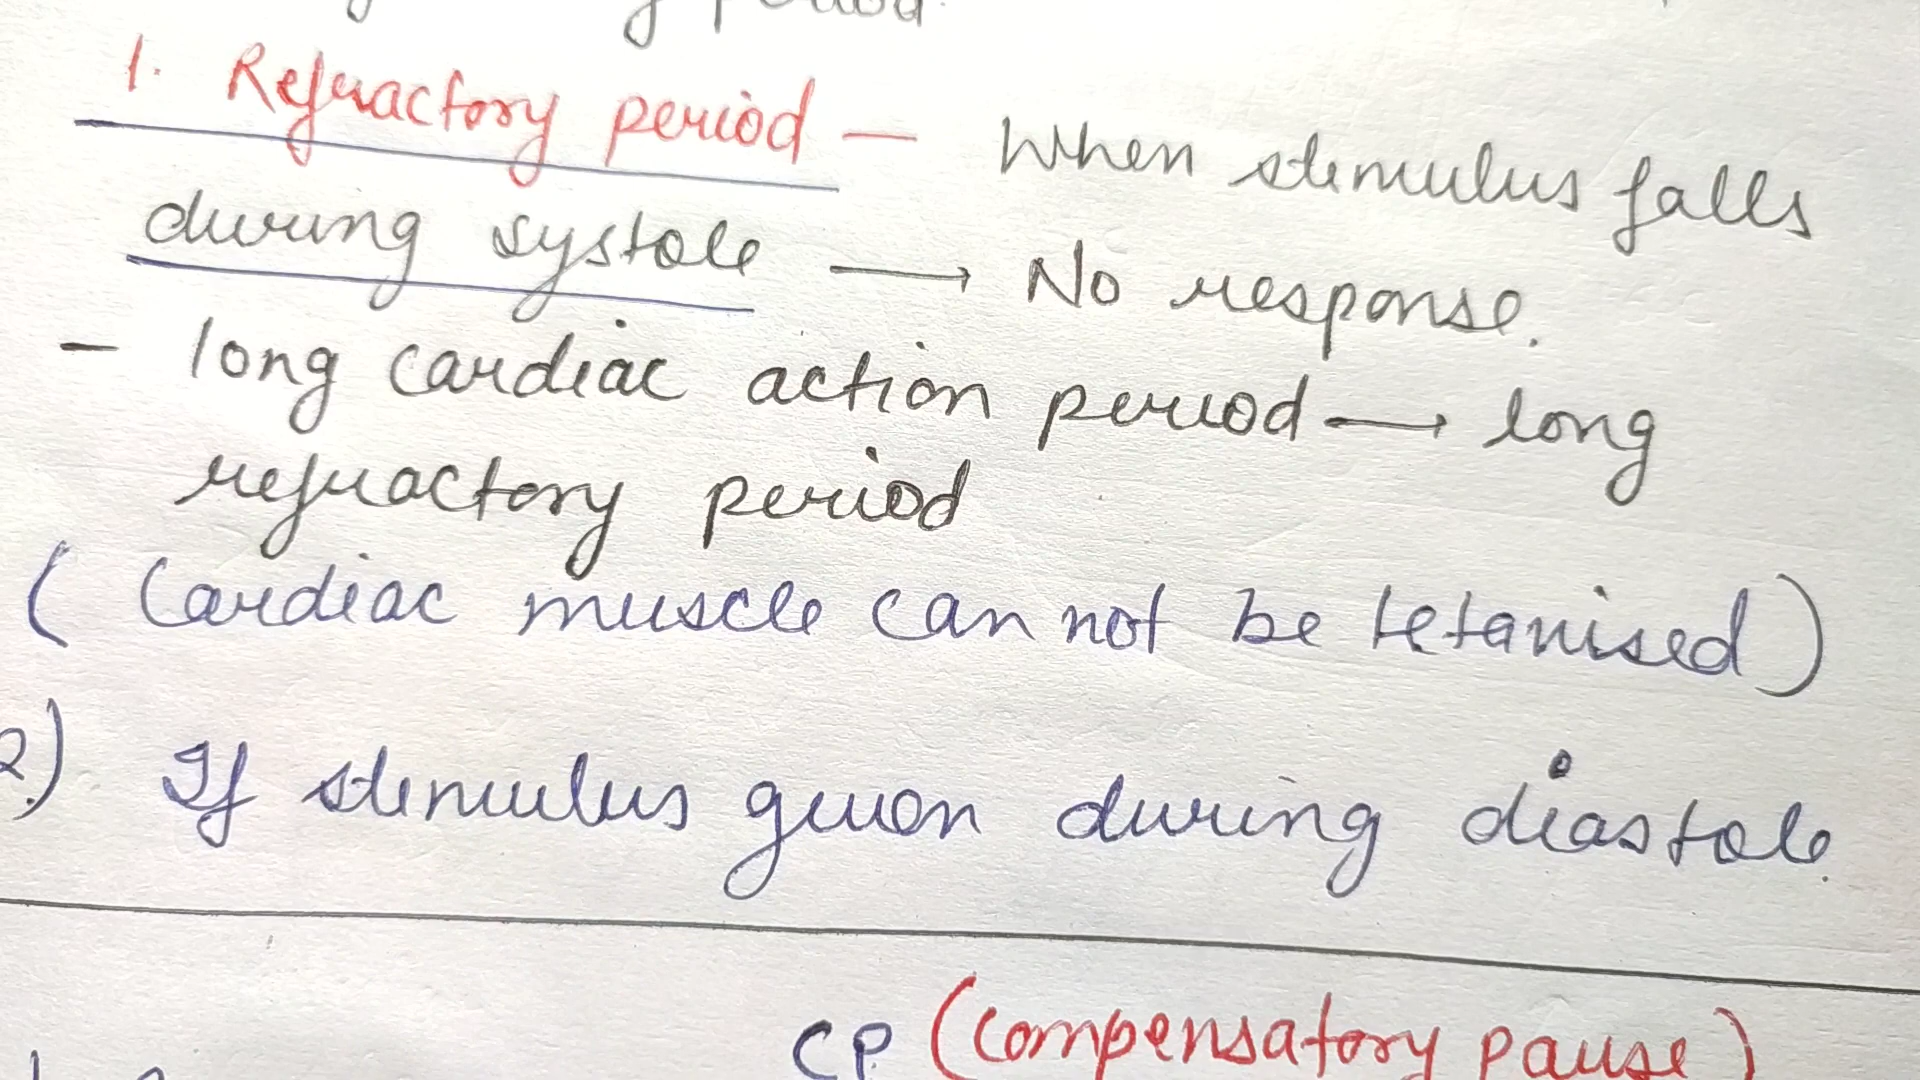 period
1. Refractory period — When stimulus falls
during systole → No response.
- long cardiac action period → long
refractory period
( Cardiac muscle can not be tetanised )
2.) If stimulus given during diastole.
CP (Compensatory pause)